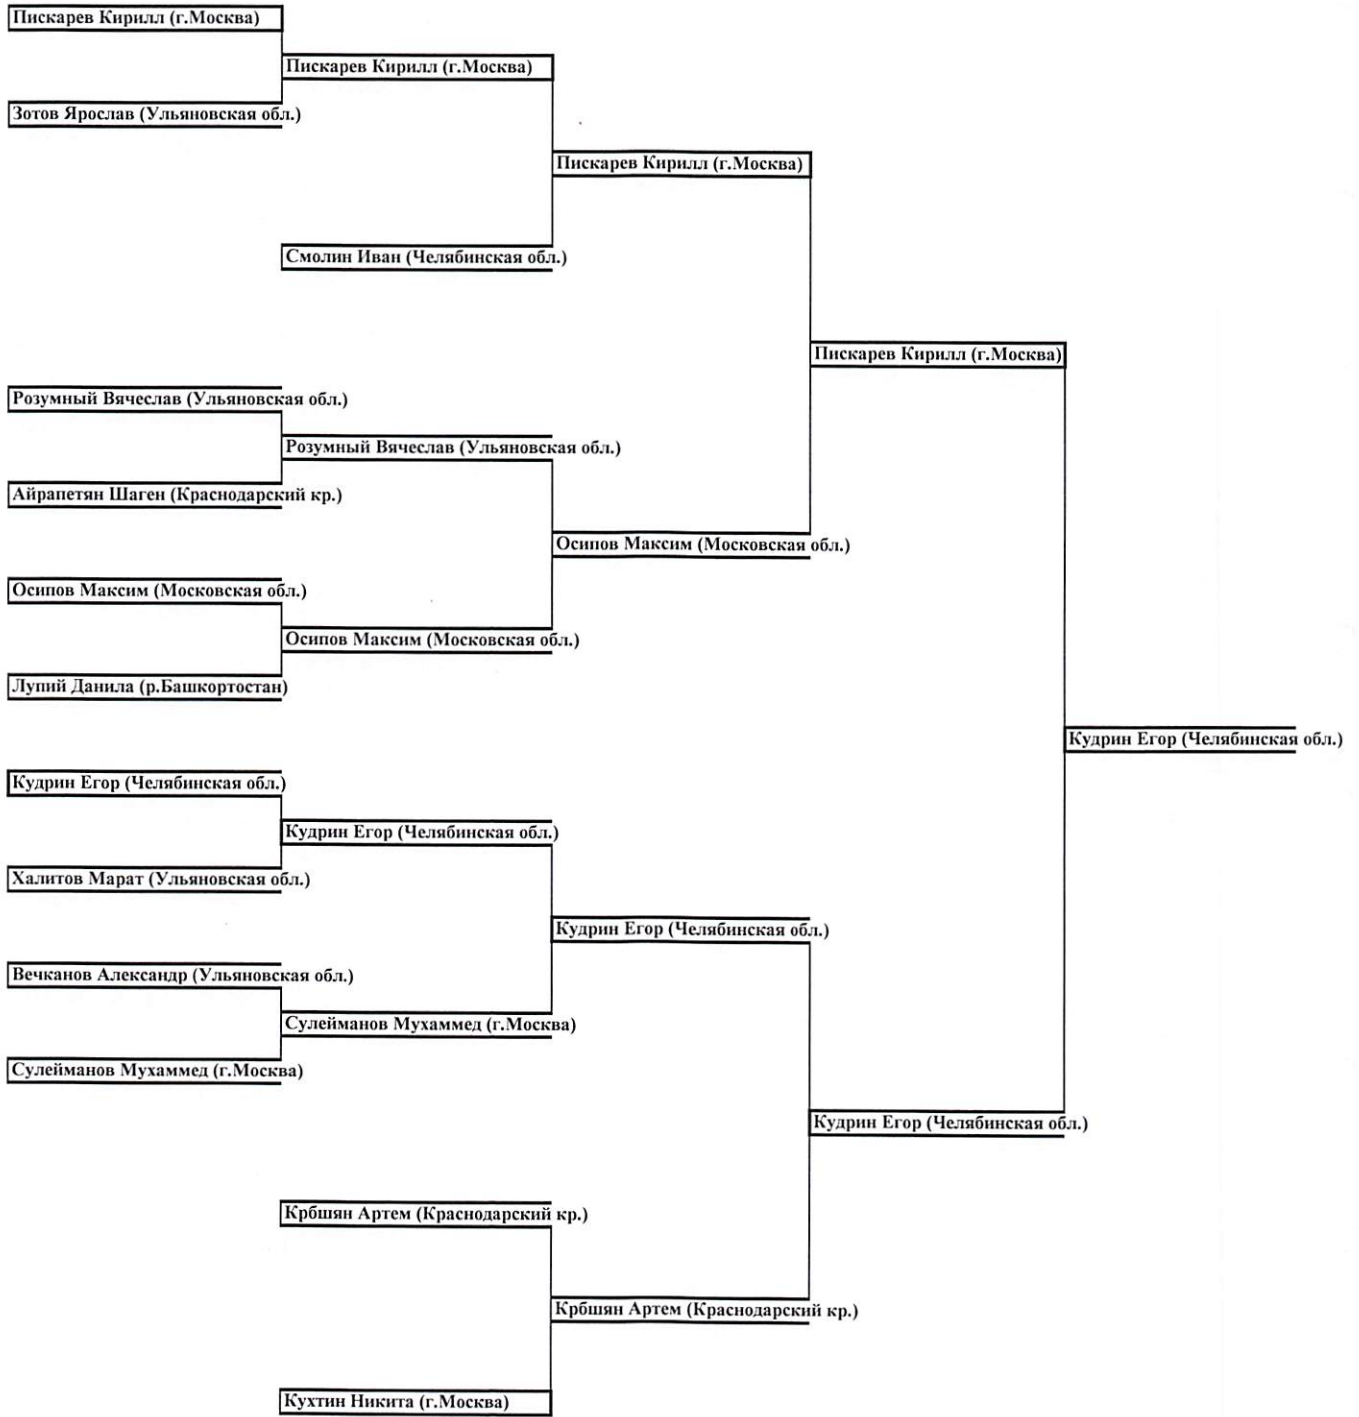 Пискарев Кирилл (г.Москва)
Пискарев Кирилл (г.Москва)
Зотов Ярослав (Ульяновская обл.)
Пискарев Кирилл (г.Москва)
Смолин Иван (Челябинская обл.)
Пискарев Кирилл (г.Москва)
Розумный Вячеслав (Ульяновская обл.)
Розумный Вячеслав (Ульяновская обл.)
Айрапетян Шаген (Краснодарский кр.)
Осипов Максим (Московская обл.)
Осипов Максим (Московская обл.)
Осипов Максим (Московская обл.)
Лупий Данила (р.Башкортостан)
Кудрин Егор (Челябинская обл.)
Кудрин Егор (Челябинская обл.)
Кудрин Егор (Челябинская обл.)
Халитов Марат (Ульяновская обл.)
Кудрин Егор (Челябинская обл.)
Вечканов Александр (Ульяновская обл.)
Сулейманов Мухаммед (г.Москва)
Сулейманов Мухаммед (г.Москва)
Кудрин Егор (Челябинская обл.)
Крбшян Артем (Краснодарский кр.)
Крбшян Артем (Краснодарский кр.)
Кухтин Никита (г.Москва)